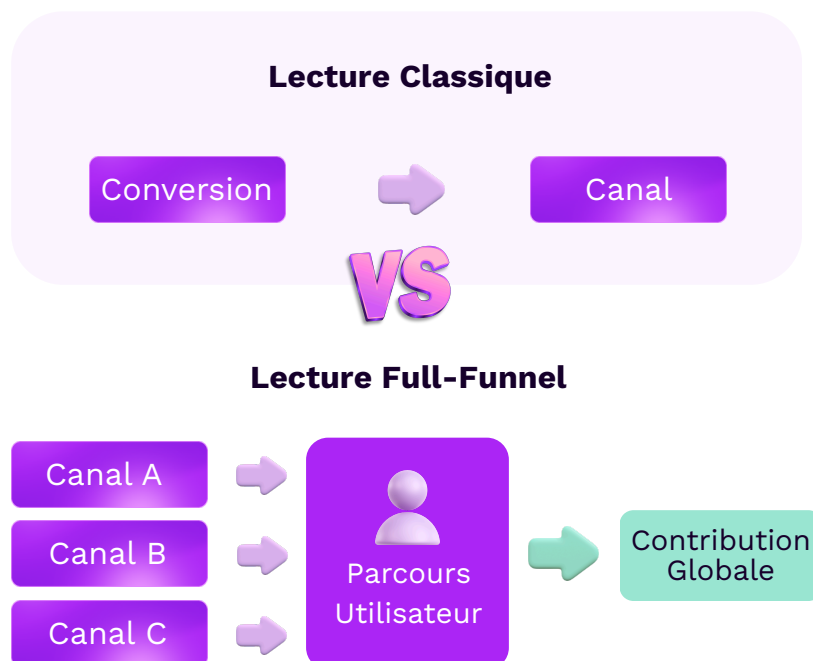 Lecture Classique
Conversion
Canal
VS
Lecture Full-Funnel
Canal A
Canal B
Canal C
Parcours
Utilisateur
Contribution
Globale